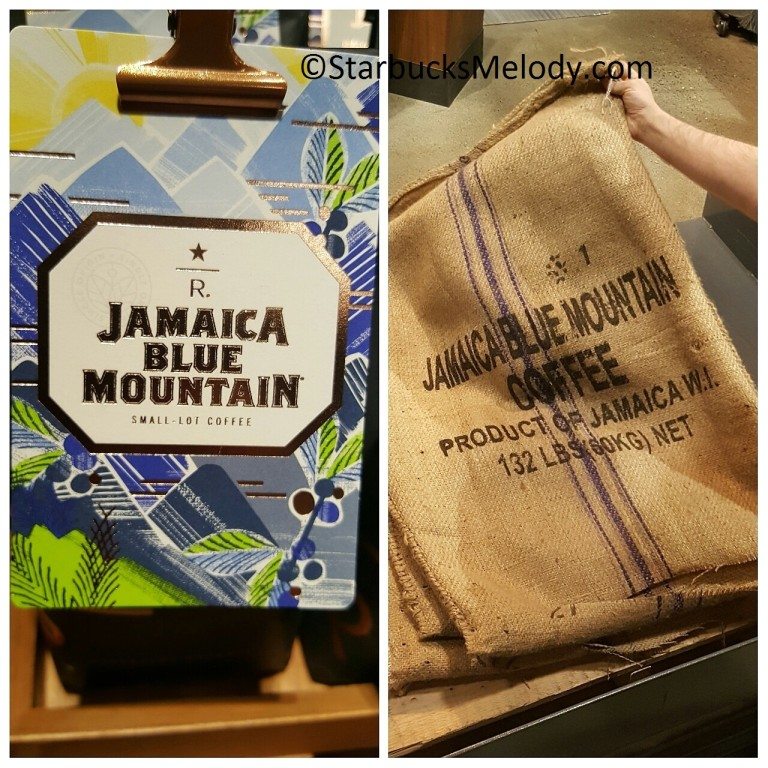 ©StarbucksMelody.com
R.
JAMAICA
BLUE
MOUNTAIN
SMALL-LOT COFFEE
1
JAMAICA BLUE MOUNTAIN
COFFEE
PRODUCT OF JAMAICA W.I.
132 LBS(60KG) NET